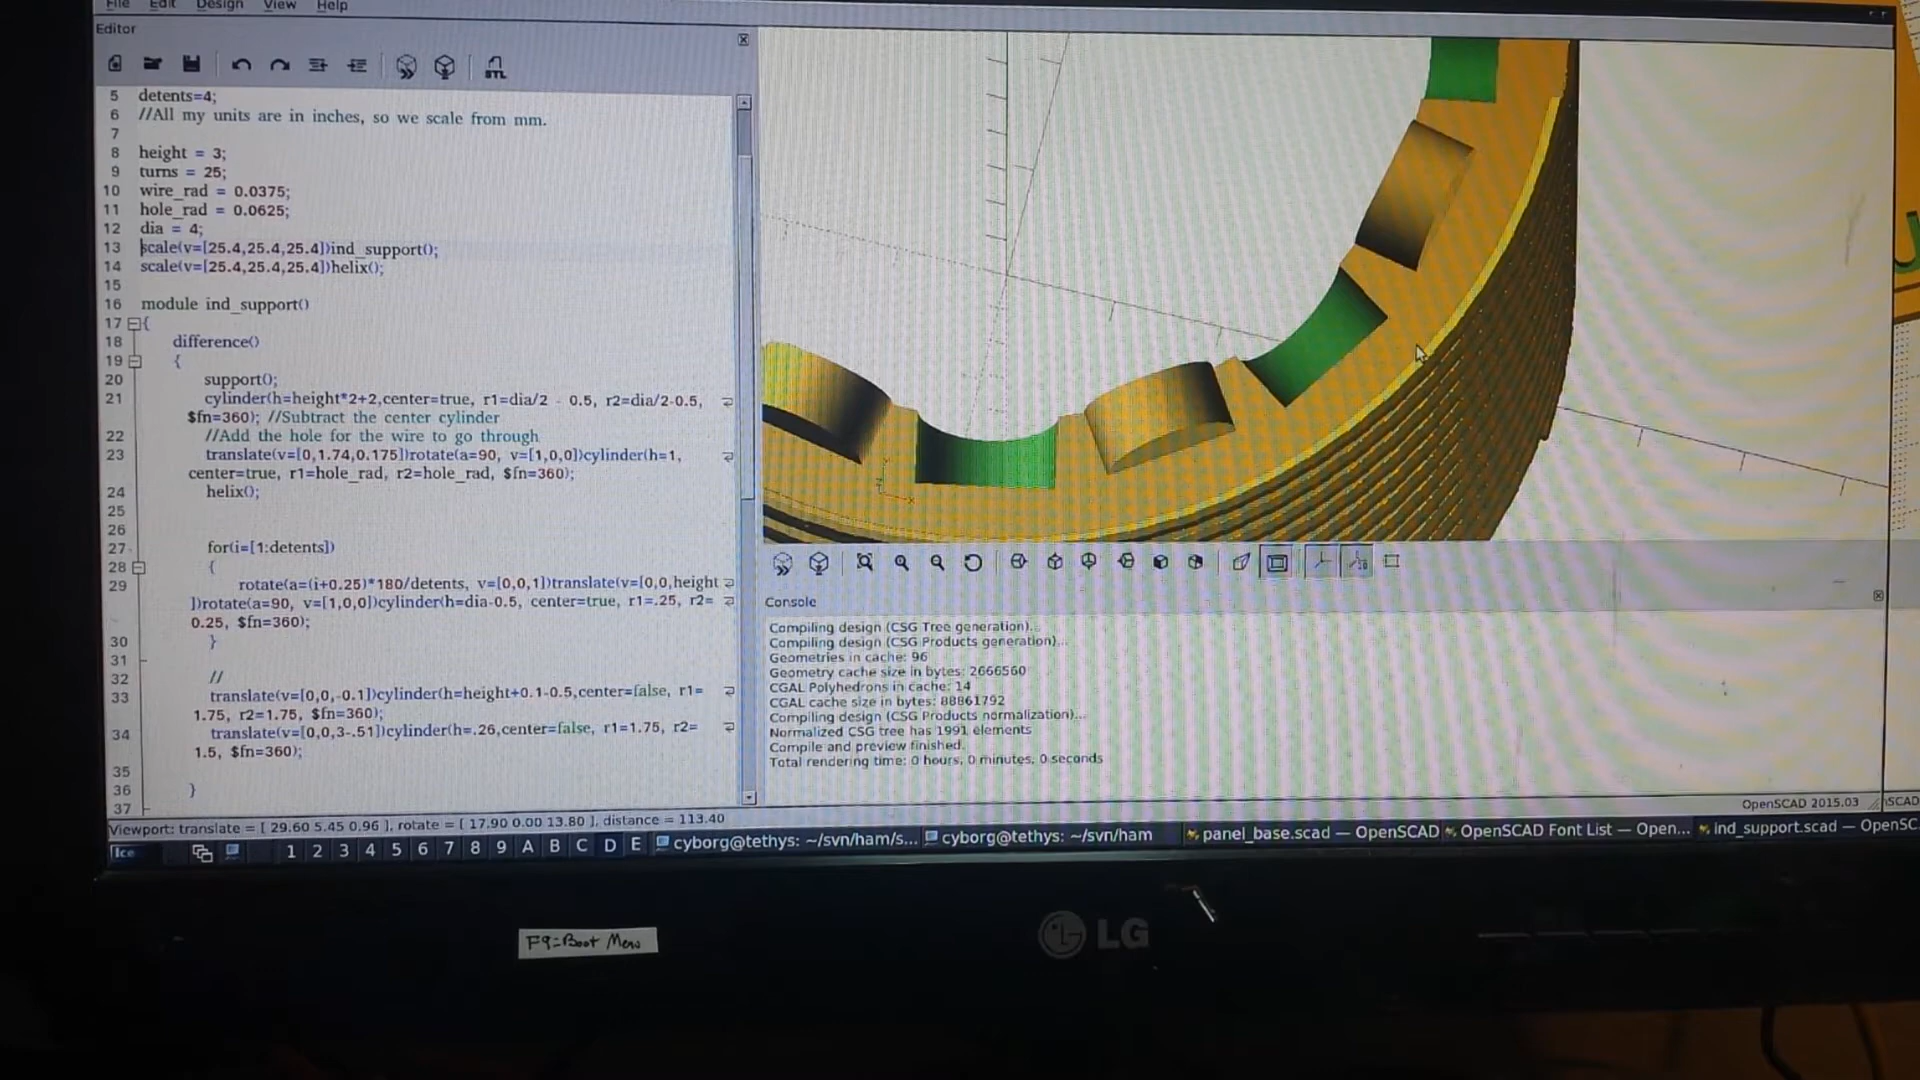 File Edit Design View Help
Editor
5 detents=4;
6 //All my units are in inches, so we scale from mm.
7
8 height = 3;
9 turns = 25;
10 wire_rad = 0.0375;
11 hole_rad = 0.0625;
12 dia = 4;
13 scale(v=[25.4,25.4,25.4])ind_support();
14 scale(v=[25.4,25.4,25.4])helix();
15
16 module ind_support()
17 {
18 difference()
19 {
20 support();
21 cylinder(h=height*2+2,center=true, r1=dia/2 - 0.5, r2=dia/2-0.5,
$fn=360); //Subtract the center cylinder
22 //Add the hole for the wire to go through
23 translate(v=[0,1.74,0.175])rotate(a=90, v=[1,0,0])cylinder(h=1,
center=true, r1=hole_rad, r2=hole_rad, $fn=360);
24 helix();
25
26
27 for(i=[1:detents])
28 {
29 rotate(a=(i+0.25)*180/detents, v=[0,0,1])translate(v=[0,0,height
])rotate(a=90, v=[1,0,0])cylinder(h=dia-0.5, center=true, r1=.25, r2=
0.25, $fn=360);
30 }
31
32 //
33 translate(v=[0,0,-0.1])cylinder(h=height+0.1-0.5,center=false, r1=
1.75, r2=1.75, $fn=360);
34 translate(v=[0,0,3-.51])cylinder(h=.26,center=false, r1=1.75, r2=
1.5, $fn=360);
35
36 }
37
Console
Compiling design (CSG Tree generation)...
Compiling design (CSG Products generation)...
Geometries in cache: 96
Geometry cache size in bytes: 2666560
CGAL Polyhedrons in cache: 14
CGAL cache size in bytes: 88861792
Compiling design (CSG Products normalization)...
Normalized CSG tree has 1991 elements
Compile and preview finished.
Total rendering time: 0 hours, 0 minutes, 0 seconds
Viewport: translate = [ 29.60 5.45 0.96 ], rotate = [ 17.90 0.00 13.80 ], distance = 113.40
OpenSCAD 2015.03
Ice 1 2 3 4 5 6 7 8 9 A B C D E cyborg@tethys: ~/svn/ham/s... cyborg@tethys: ~/svn/ham panel_base.scad — OpenSCAD OpenSCAD Font List — Open... ind_support.scad — OpenSC
F9=Boot Menu
LG